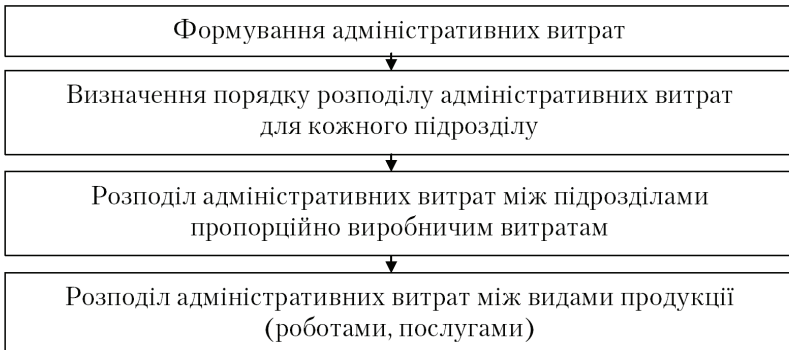 Формування адміністративних витрат
Визначення порядку розподілу адміністративних витрат
для кожного підрозділу
Розподіл адміністративних витрат між підрозділами
пропорційно виробничим витратам
Розподіл адміністративних витрат між видами продукції
(роботами, послугами)